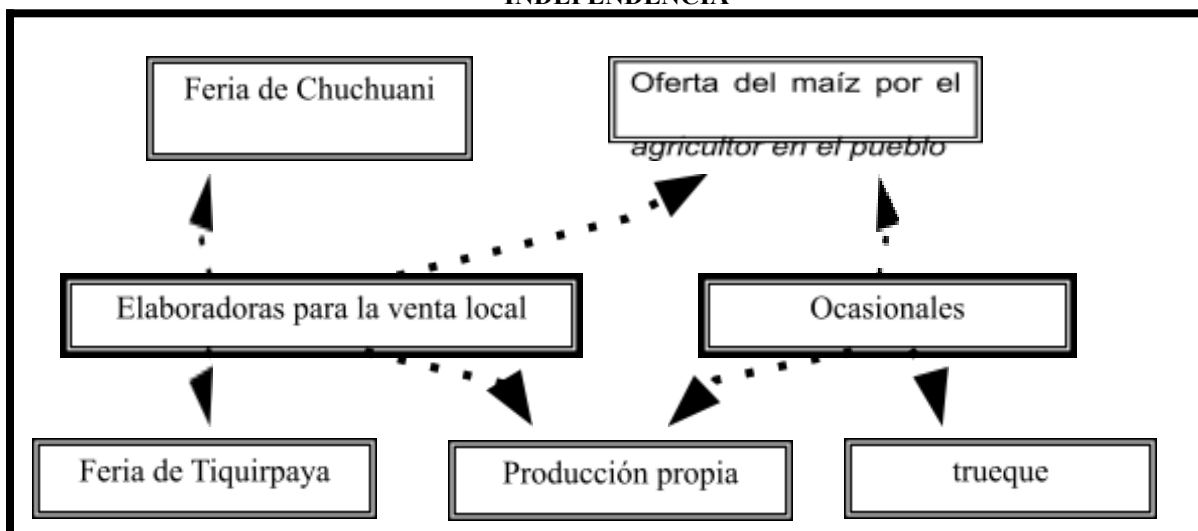 INDEPENDENCIA
Feria de Chuchuani
Oferta del maíz por el
agricultor en el pueblo
Elaboradoras para la venta local
Ocasionales
Feria de Tiquirpaya
Producción propia
trueque